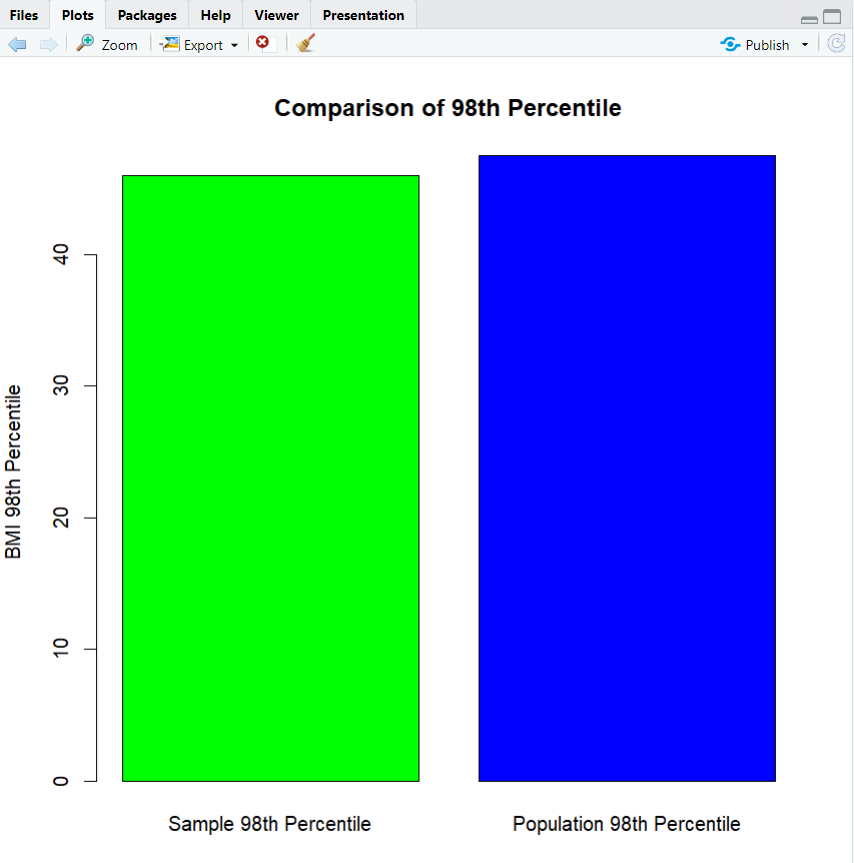 Files Plots Packages Help Viewer Presentation
Zoom Export Publish
Comparison of 98th Percentile
BMI 98th Percentile
40
30
20
10
0
Sample 98th Percentile Population 98th Percentile